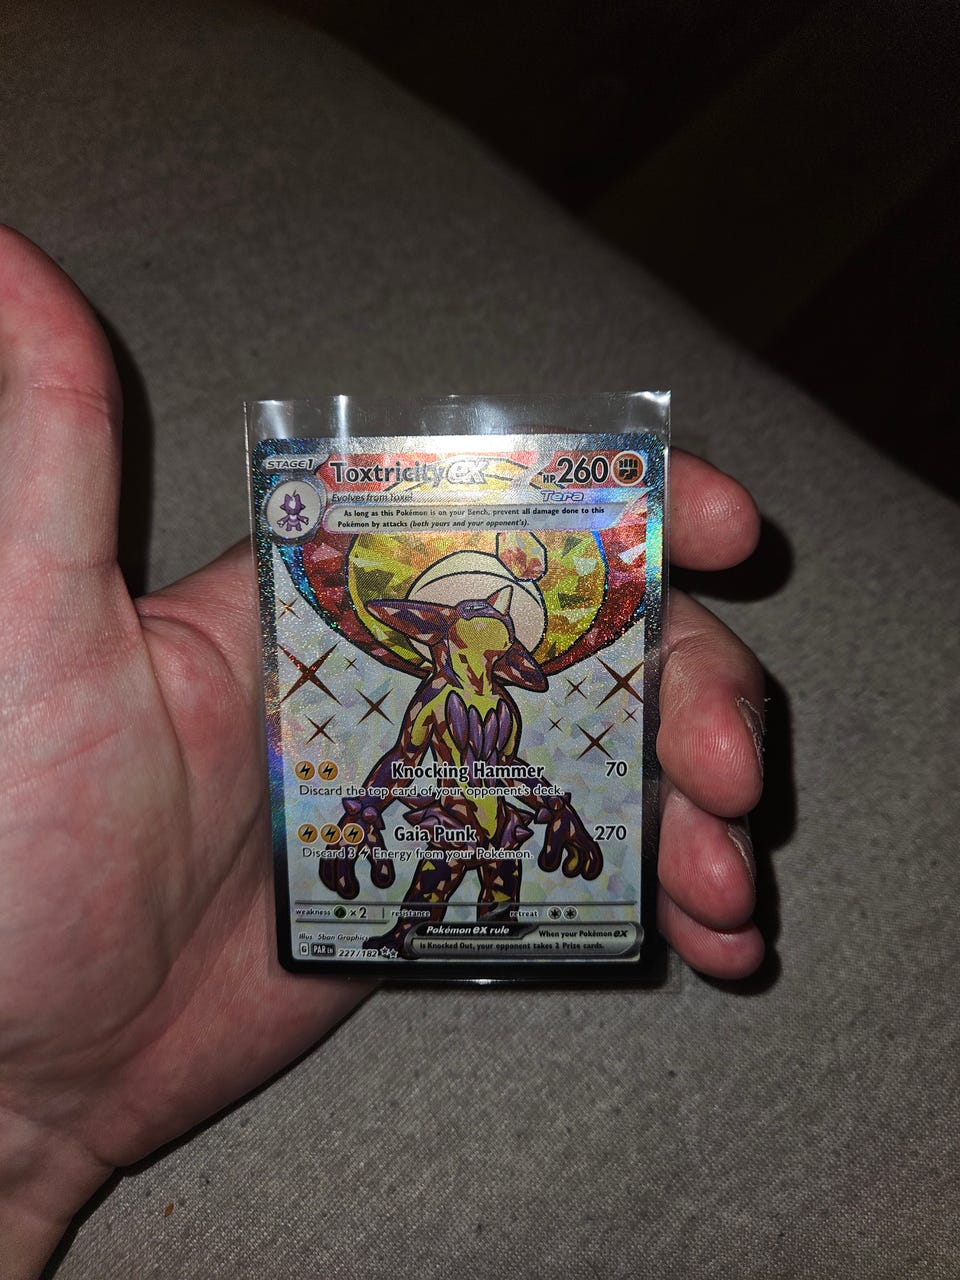 STAGE 1 Toxtricity ex HP 260
Evolves from Toxel Tera
As long as this Pokémon is on your Bench, prevent all damage done to this
Pokémon by attacks (both yours and your opponent's).
Knocking Hammer 70
Discard the top card of your opponent's deck.
Gaia Punk 270
Discard 3 Energy from your Pokémon.
weakness ×2 resistance retreat
Pokémon ex rule When your Pokémon ex
is Knocked Out, your opponent takes 2 Prize cards.
Illus. 5ban Graphics
G PAR EN 227/182